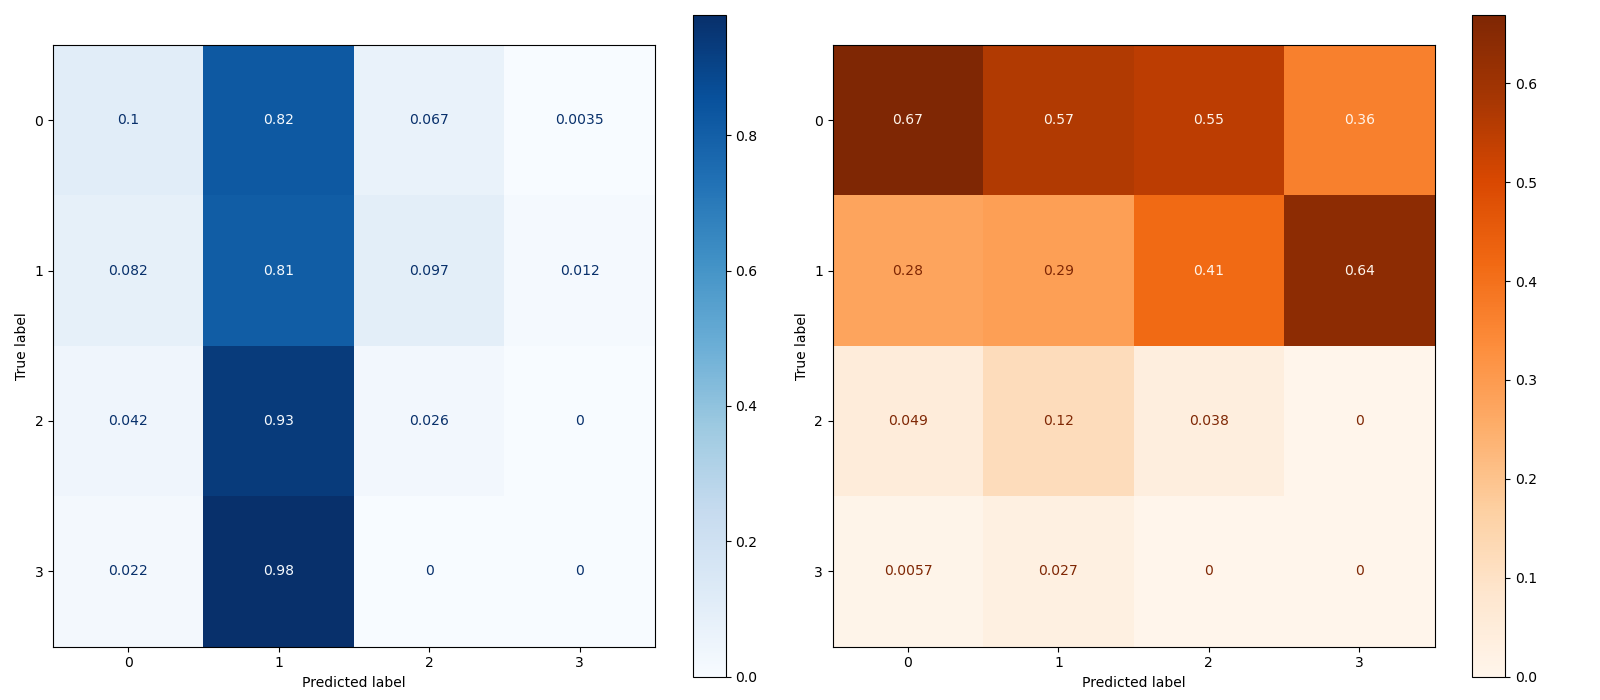 0 0.1 0.82 0.067 0.0035
1 0.082 0.81 0.097 0.012
2 0.042 0.93 0.026 0
3 0.022 0.98 0 0
0 1 2 3
Predicted label
True label
0.8
0.6
0.4
0.2
0.0
0 0.67 0.57 0.55 0.36
1 0.28 0.29 0.41 0.64
2 0.049 0.12 0.038 0
3 0.0057 0.027 0 0
0 1 2 3
Predicted label
True label
0.6
0.5
0.4
0.3
0.2
0.1
0.0